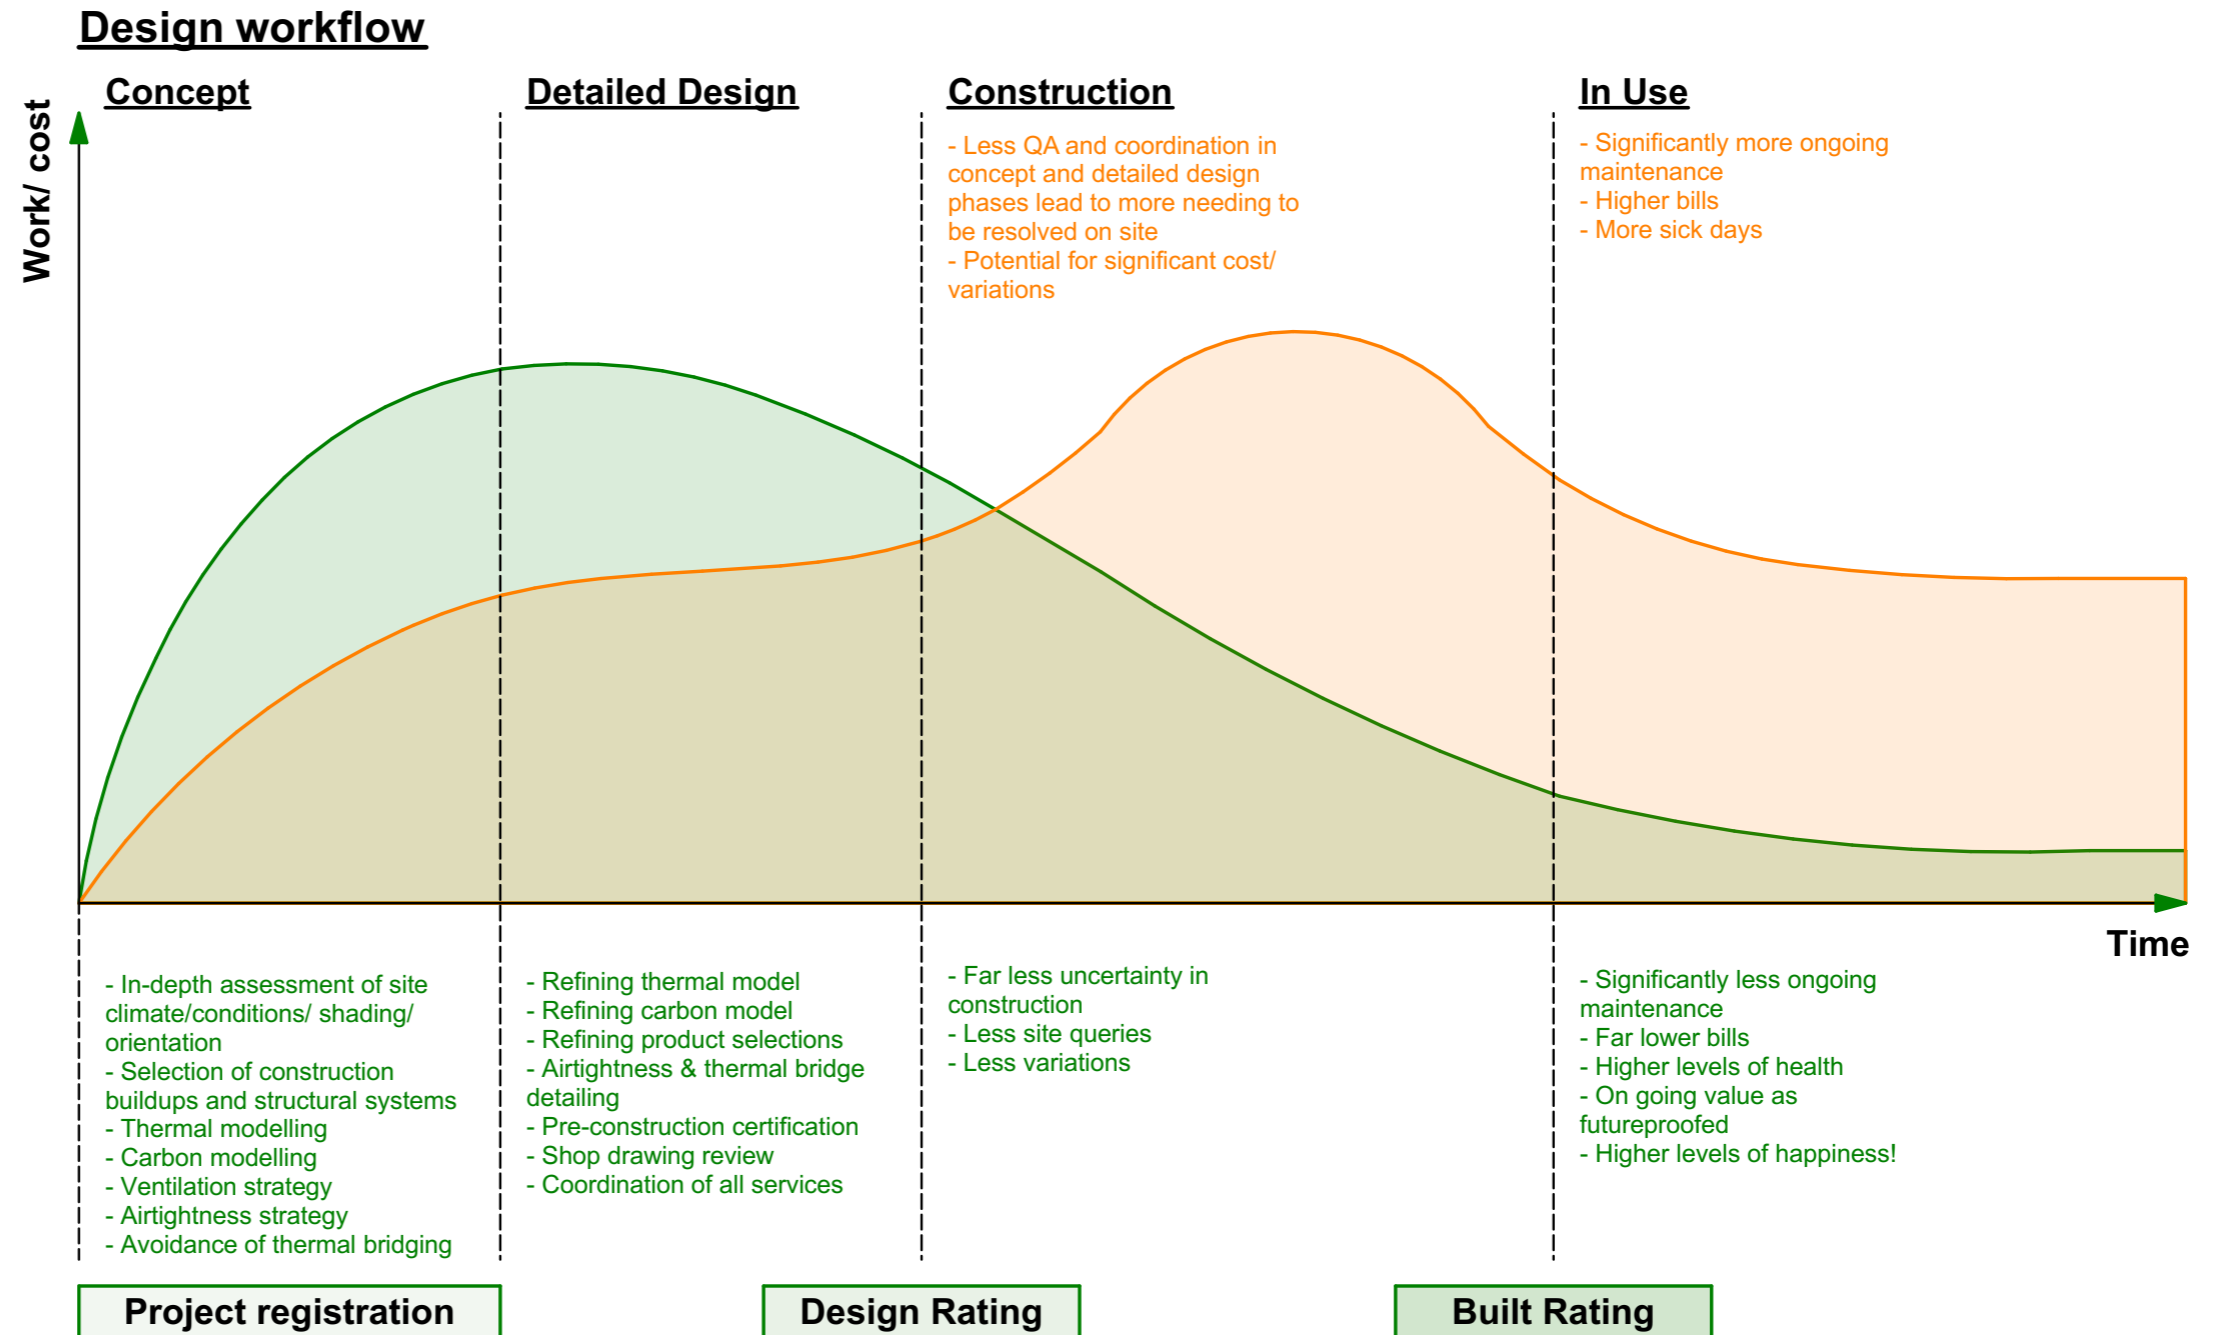 Design workflow
Concept
Detailed Design
Construction
In Use
Work/ cost
- Less QA and coordination in
concept and detailed design
phases lead to more needing to
be resolved on site
- Potential for significant cost/
variations
- Significantly more ongoing
maintenance
- Higher bills
- More sick days
Time
- In-depth assessment of site
climate/conditions/ shading/
orientation
- Selection of construction
buildups and structural systems
- Thermal modelling
- Carbon modelling
- Ventilation strategy
- Airtightness strategy
- Avoidance of thermal bridging
- Refining thermal model
- Refining carbon model
- Refining product selections
- Airtightness & thermal bridge
detailing
- Pre-construction certification
- Shop drawing review
- Coordination of all services
- Far less uncertainty in
construction
- Less site queries
- Less variations
- Significantly less ongoing
maintenance
- Far lower bills
- Higher levels of health
- On going value as
futureproofed
- Higher levels of happiness!
Project registration
Design Rating
Built Rating